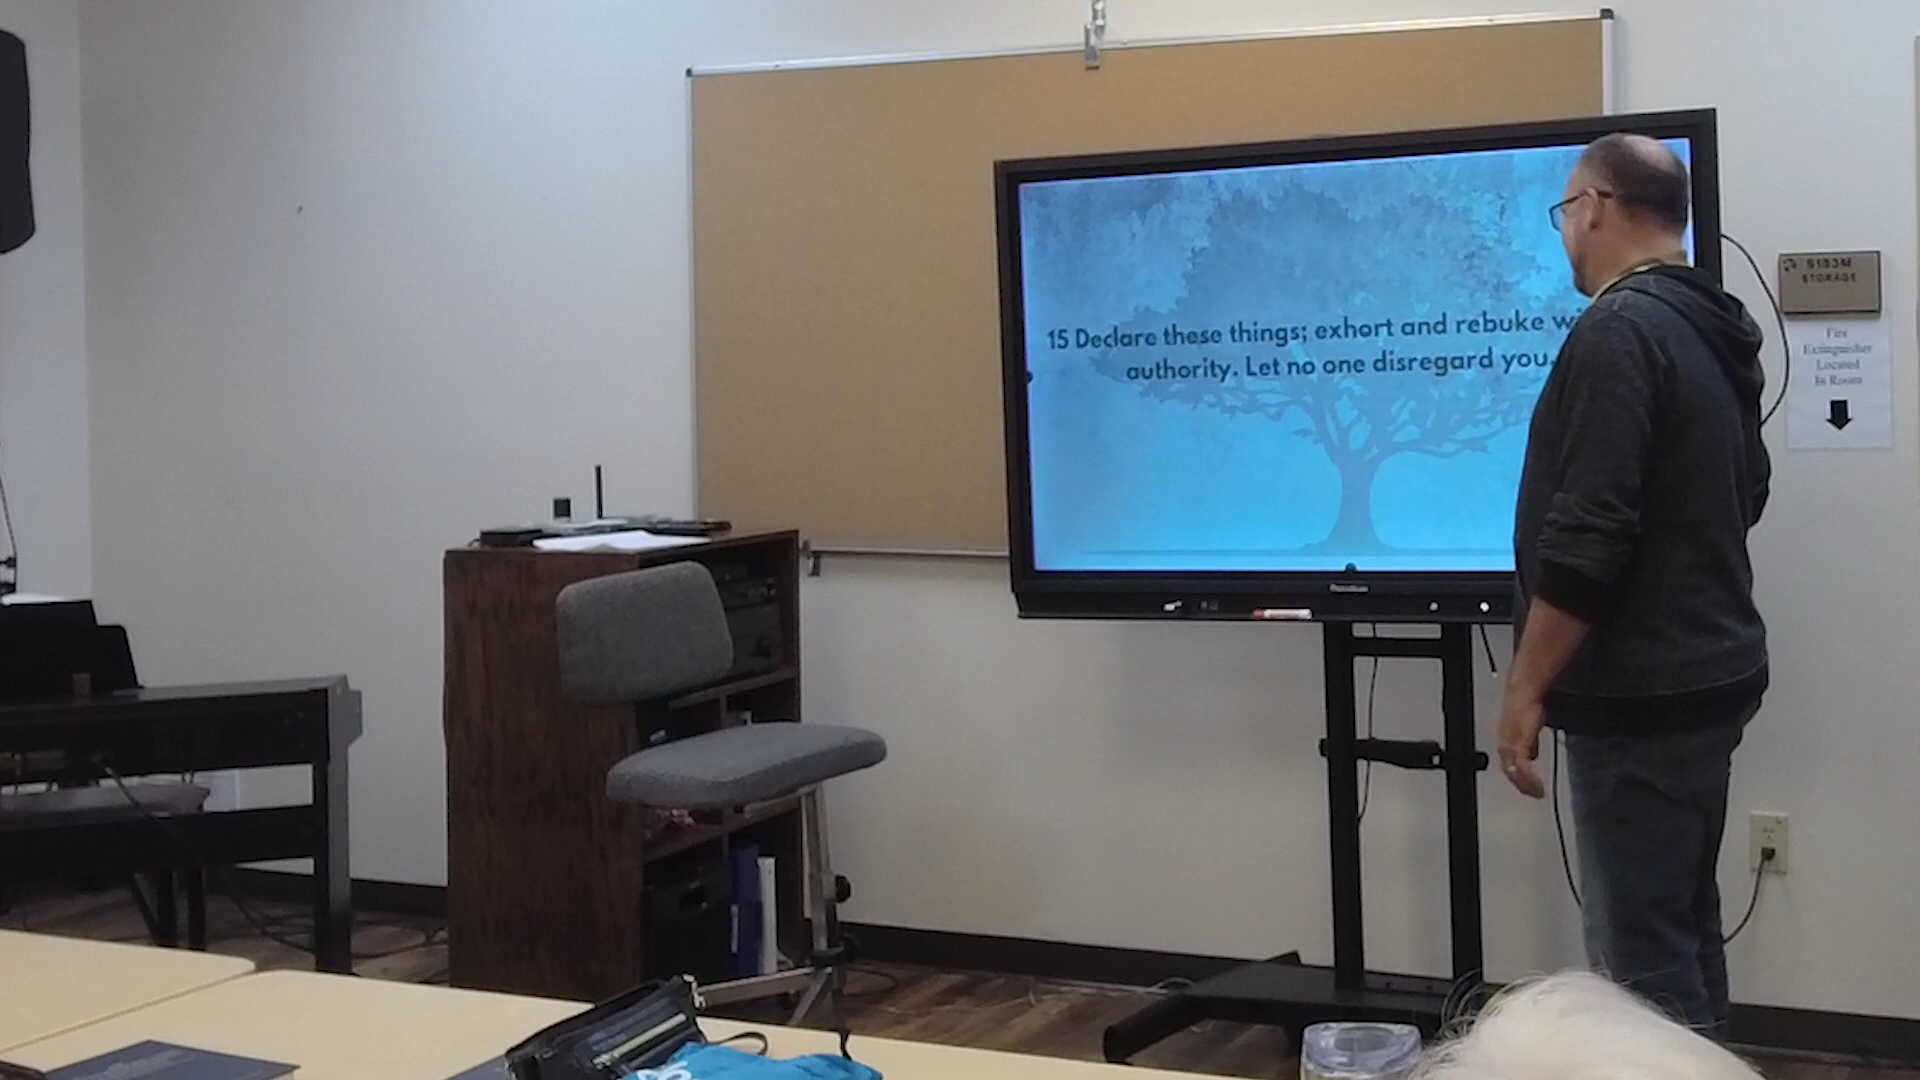 15 Declare these things; exhort and rebuke
authority. Let no one disregard you.
S183M
STORAGE
Fire
Extinguisher
Located
In Room